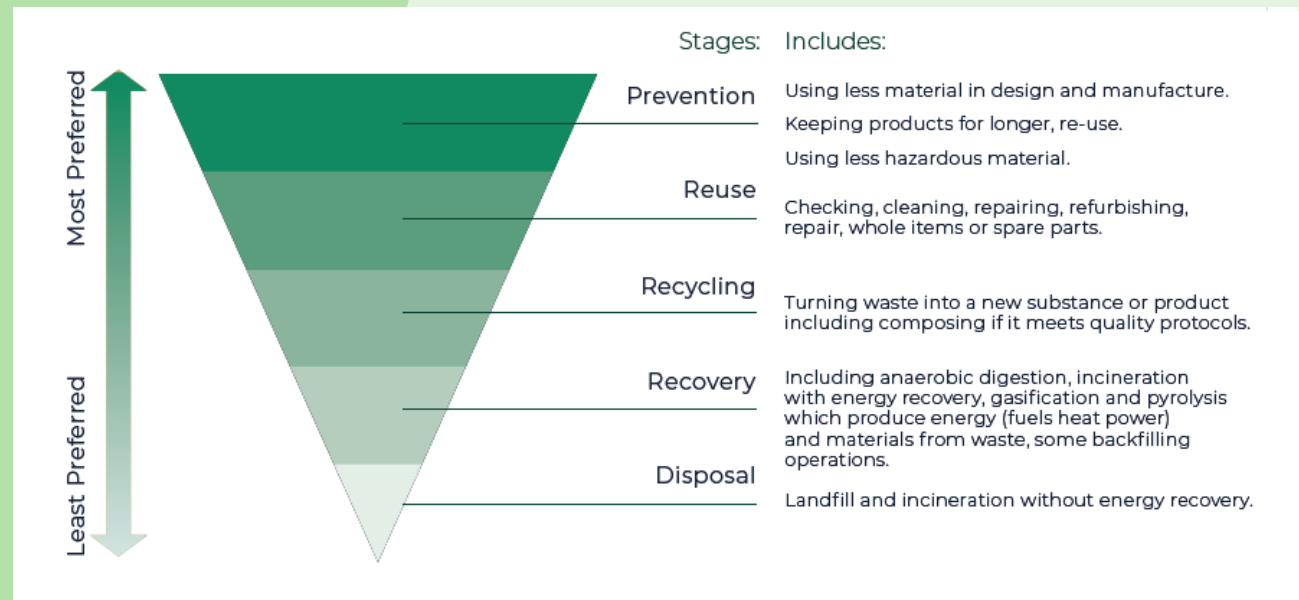 Stages: Includes:
Most Preferred
Least Preferred
Prevention
Using less material in design and manufacture.
Keeping products for longer, re-use.
Using less hazardous material.
Reuse
Checking, cleaning, repairing, refurbishing,
repair, whole items or spare parts.
Recycling
Turning waste into a new substance or product
including composing if it meets quality protocols.
Recovery
Including anaerobic digestion, incineration
with energy recovery, gasification and pyrolysis
which produce energy (fuels heat power)
and materials from waste, some backfilling
operations.
Disposal
Landfill and incineration without energy recovery.